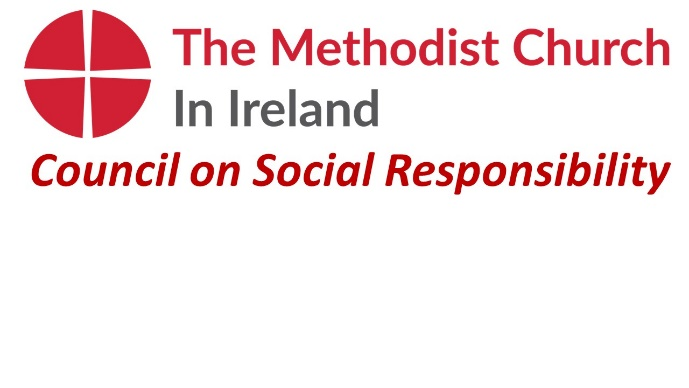 The Methodist Church
In Ireland
Council on Social Responsibility